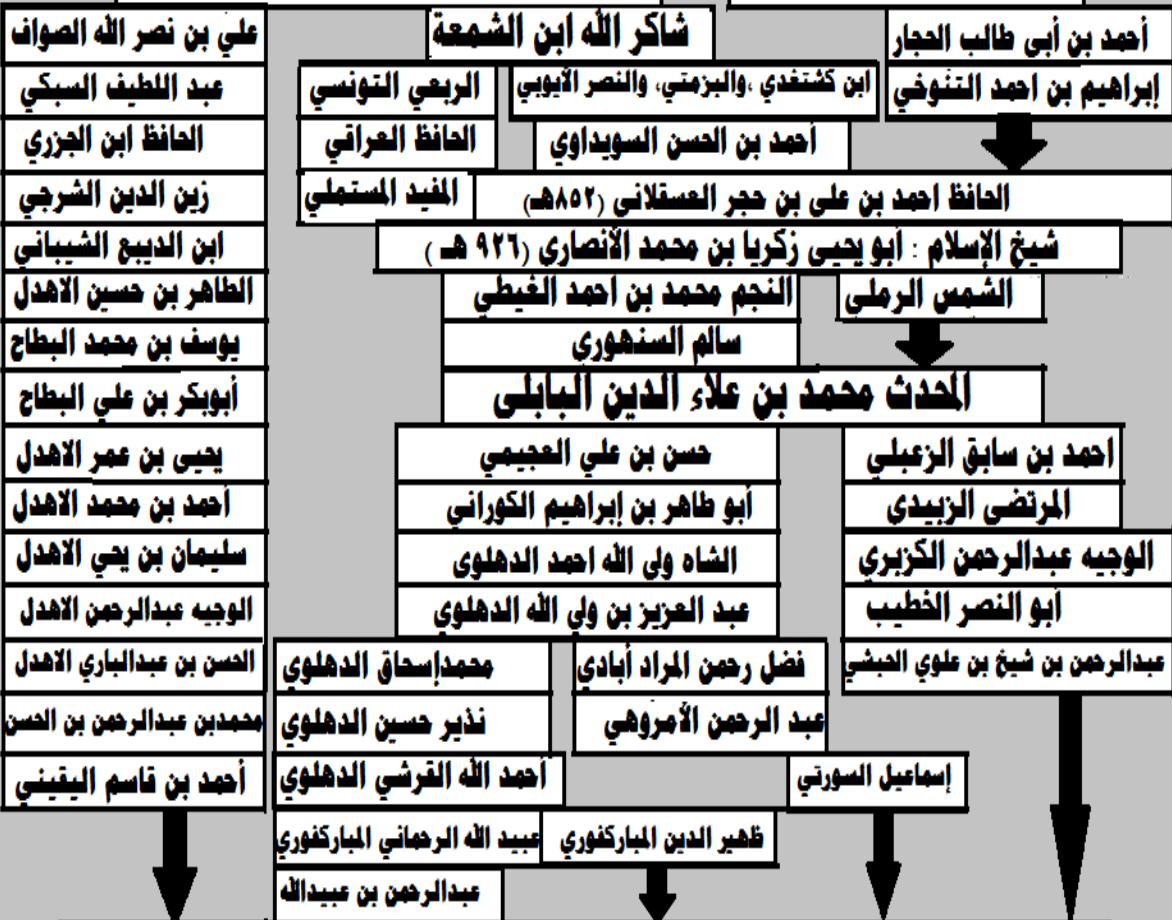 أحمد بن أبي طالب الحجار
شاكر الله ابن الشمعة
علي بن نصر الله الصواف
إبراهيم بن احمد التنوخي
ابن كشتغدي ،والبزمتي، والنصر الأيوبي
الربعي التونسي
عبد اللطيف السبكي
أحمد بن الحسن السويداوي
الحافظ العراقي
الحافظ ابن الجزري
الحافظ احمد بن على بن حجر العسقلانى (٨٥٢هـ)
المفيد المستملي
زين الدين الشرجي
شيخ الإسلام : أبو يحيى زكريا بن محمد الأنصاري (٩٢٦ هـ )
ابن الديبع الشيباني
الشمس الرملي
النجم محمد بن احمد الغيطي
الطاهر بن حسين الاهدل
سالم السنهوري
يوسف بن محمد البطاح
المحدث محمد بن علاء الدين البابلى
أبوبكر بن علي البطاح
احمد بن سابق الزعبلي
حسن بن علي العجيمي
يحيى بن عمر الاهدل
المرتضى الزبيدي
أبو طاهر بن إبراهيم الكوراني
أحمد بن محمد الاهدل
الوجيه عبدالرحمن الكزبري
الشاه ولى الله احمد الدهلوى
سليمان بن يحي الاهدل
أبو النصر الخطيب
عبد العزيز بن ولي الله الدهلوي
الوجيه عبدالرحمن الاهدل
عبدالرحمن بن شيخ بن علوي الحبشي
فضل رحمن المراد أبادي
محمدإسحاق الدهلوي
الحسن بن عبدالباري الاهدل
عبد الرحمن الأمروهي
نذير حسين الدهلوي
محمدبن عبدالرحمن بن الحسن
إسماعيل السورتي
أحمد الله القرشي الدهلوي
أحمد بن قاسم اليقيني
ظهير الدين المباركفوري
عبيد الله الرحماني المباركفوري
عبدالرحمن بن عبيدالله